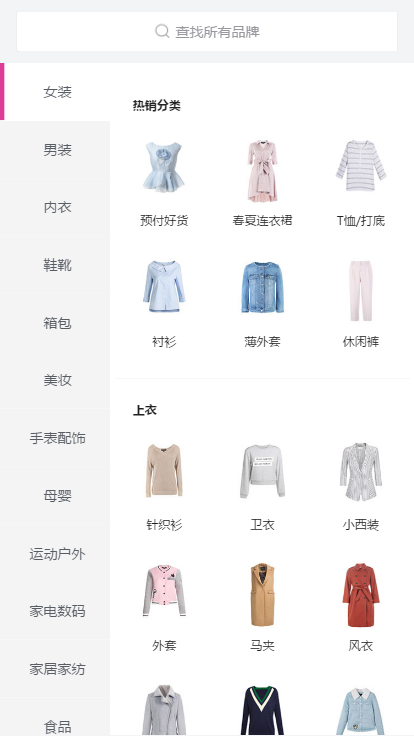 查找所有品牌
女装
男装
内衣
鞋靴
箱包
美妆
手表配饰
母婴
运动户外
家电数码
家居家纺
食品
热销分类
预付好货
春夏连衣裙
T恤/打底
衬衫
薄外套
休闲裤
上衣
针织衫
卫衣
小西装
外套
马夹
风衣